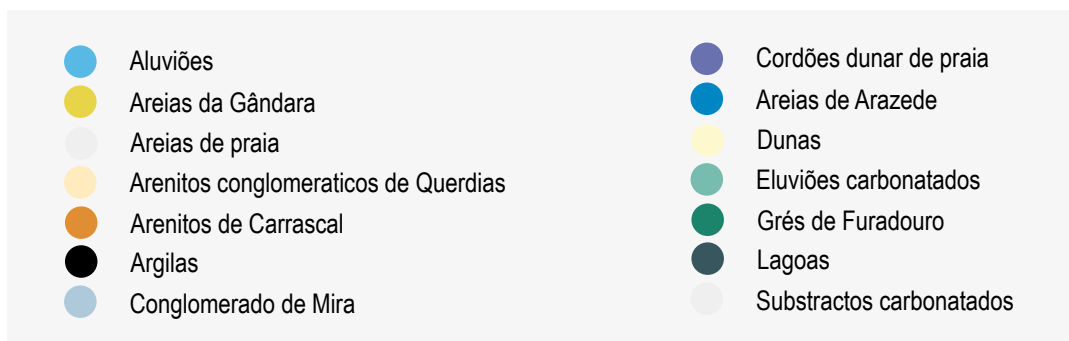 Aluviões
Areias da Gândara
Areias de praia
Arenitos conglomeraticos de Querdias
Arenitos de Carrascal
Argilas
Conglomerado de Mira
Cordões dunar de praia
Areias de Arazede
Dunas
Eluviões carbonatados
Grés de Furadouro
Lagoas
Substractos carbonatados